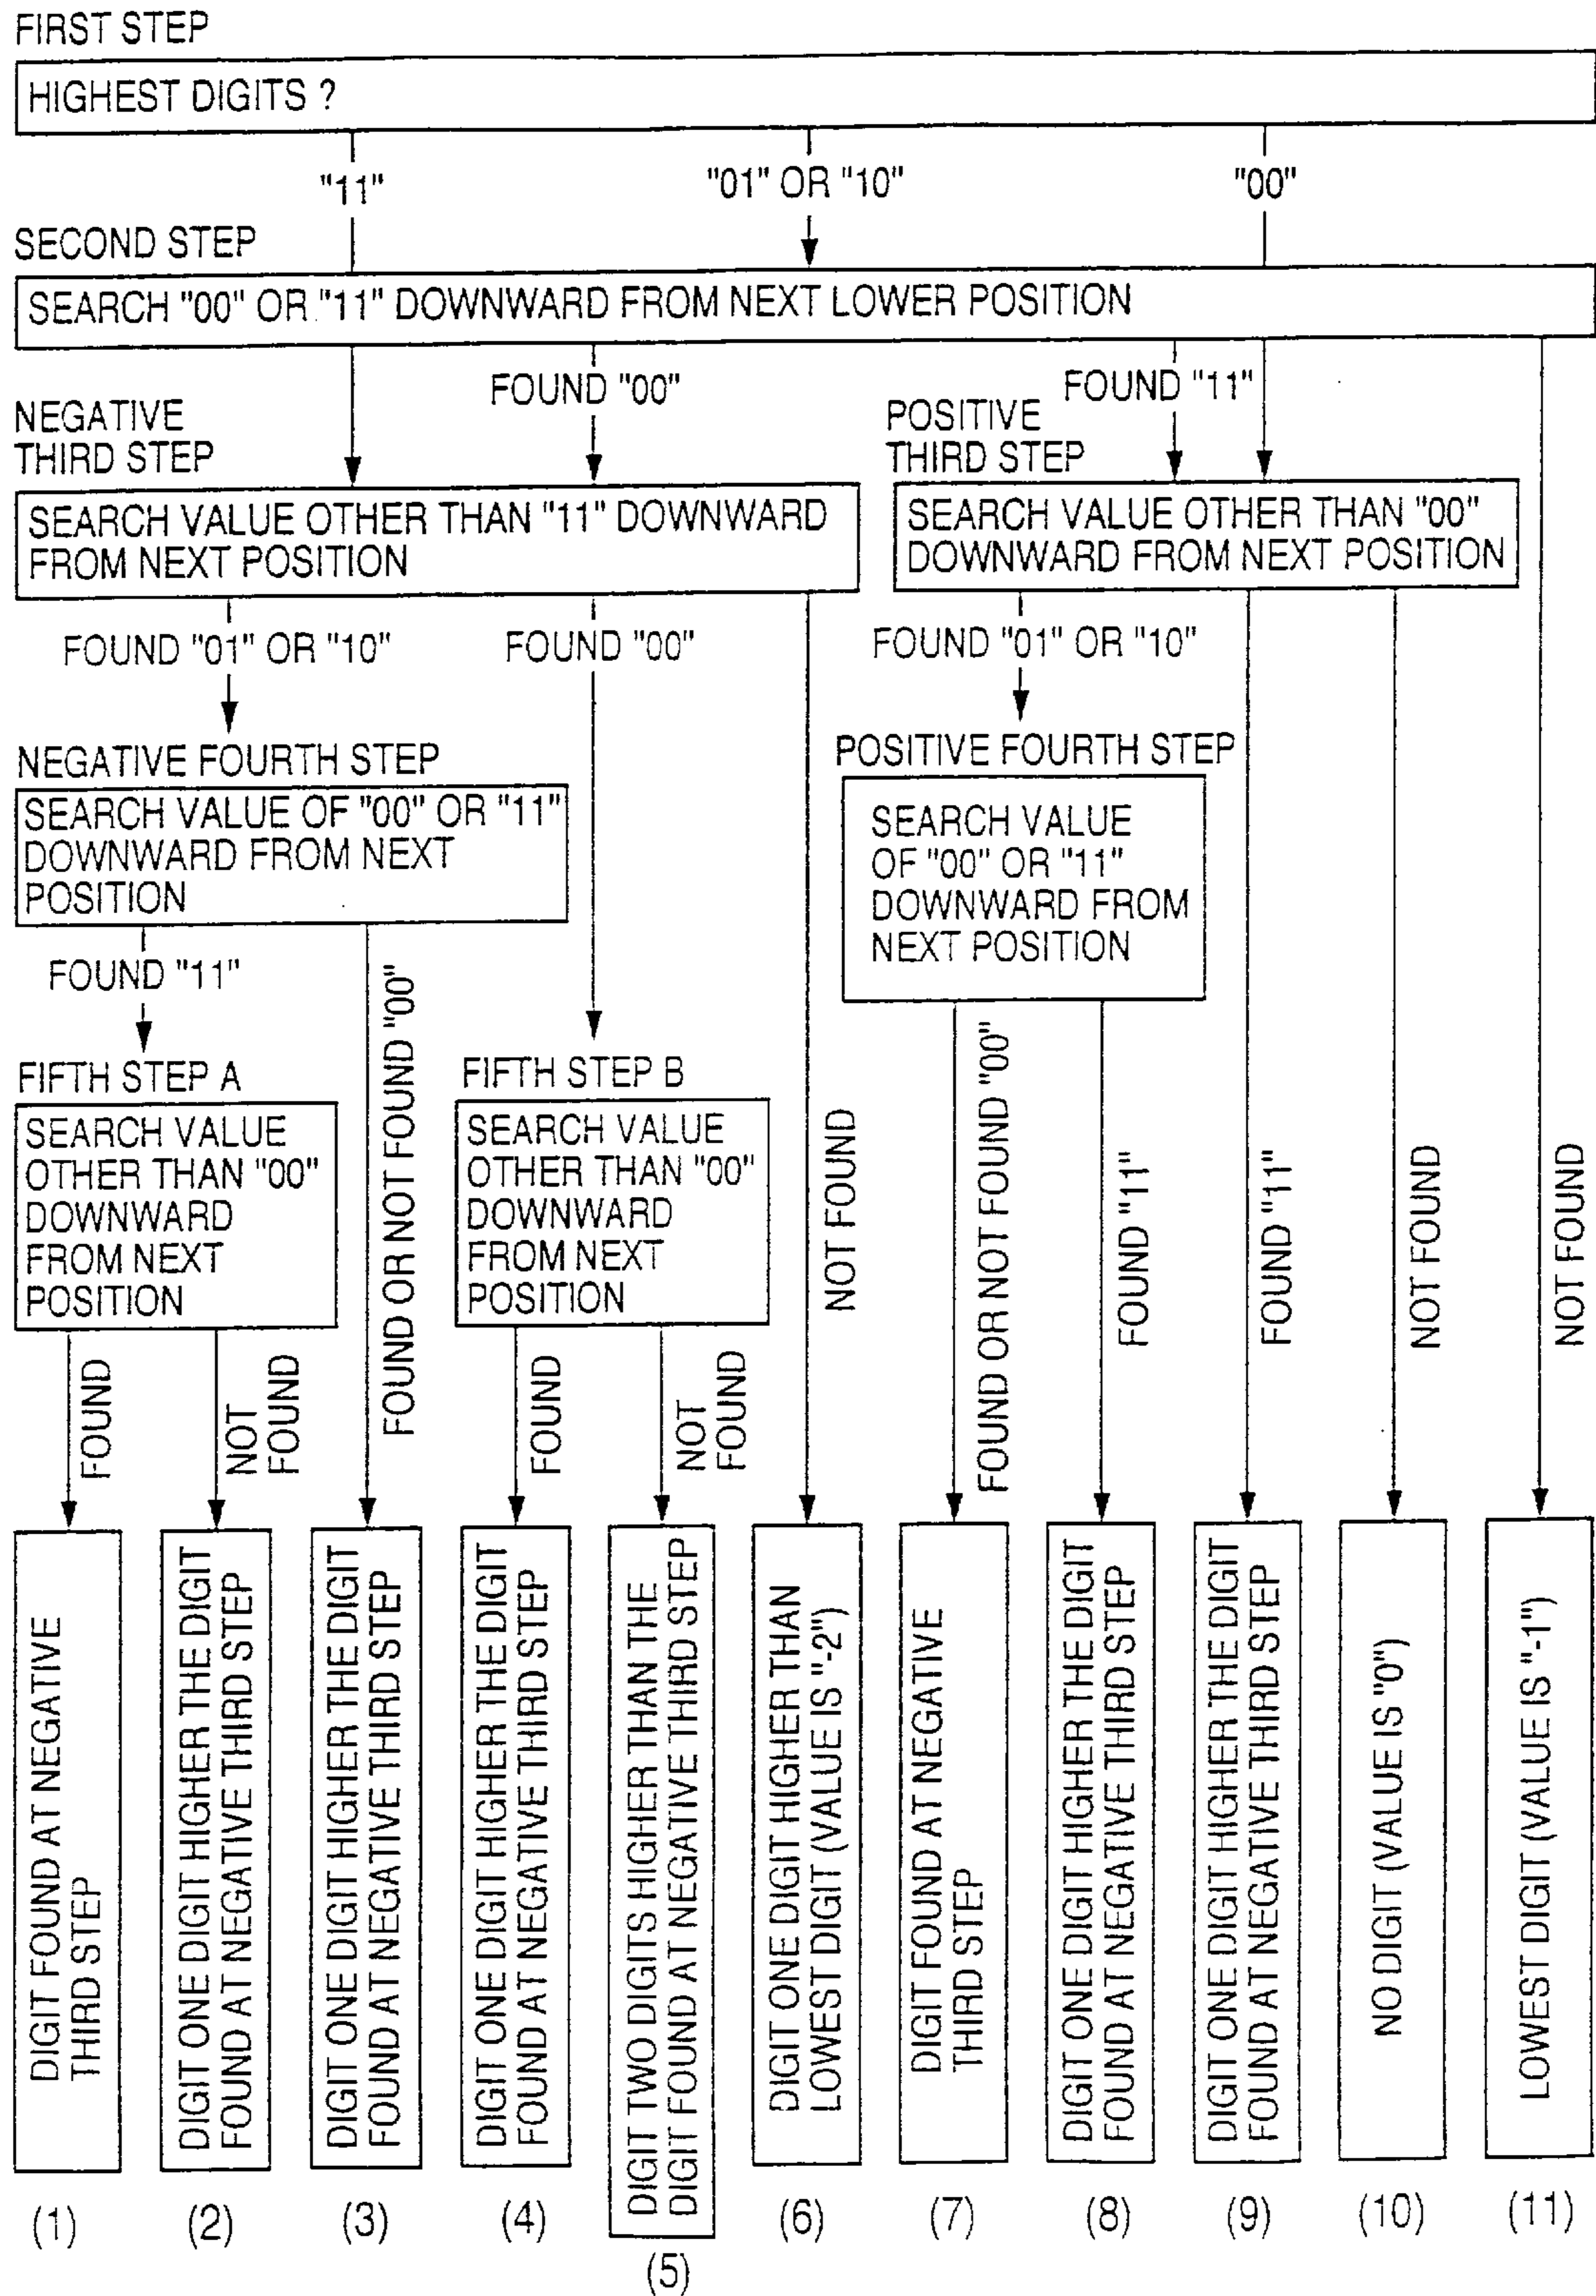 FIRST STEP
HIGHEST DIGITS ?
"11"
"01" OR "10"
"00"
SECOND STEP
SEARCH "00" OR "11" DOWNWARD FROM NEXT LOWER POSITION
FOUND "00"
FOUND "11"
NEGATIVE
THIRD STEP
SEARCH VALUE OTHER THAN "11" DOWNWARD
FROM NEXT POSITION
POSITIVE
THIRD STEP
SEARCH VALUE OTHER THAN "00"
DOWNWARD FROM NEXT POSITION
FOUND "01" OR "10"
FOUND "00"
FOUND "01" OR "10"
NEGATIVE FOURTH STEP
SEARCH VALUE OF "00" OR "11"
DOWNWARD FROM NEXT
POSITION
POSITIVE FOURTH STEP
SEARCH VALUE
OF "00" OR "11"
DOWNWARD FROM
NEXT POSITION
FOUND "11"
FIFTH STEP A
SEARCH VALUE
OTHER THAN "00"
DOWNWARD
FROM NEXT
POSITION
FIFTH STEP B
SEARCH VALUE
OTHER THAN "00"
DOWNWARD
FROM NEXT
POSITION
FOUND
NOT
FOUND
FOUND OR NOT FOUND "00"
FOUND
NOT
FOUND
NOT FOUND
FOUND OR NOT FOUND "00"
FOUND "11"
FOUND "11"
NOT FOUND
NOT FOUND
DIGIT FOUND AT NEGATIVE
THIRD STEP
(1)
DIGIT ONE DIGIT HIGHER THE DIGIT
FOUND AT NEGATIVE THIRD STEP
(2)
DIGIT ONE DIGIT HIGHER THE DIGIT
FOUND AT NEGATIVE THIRD STEP
(3)
DIGIT ONE DIGIT HIGHER THE DIGIT
FOUND AT NEGATIVE THIRD STEP
(4)
DIGIT TWO DIGITS HIGHER THAN THE
DIGIT FOUND AT NEGATIVE THIRD STEP
(5)
DIGIT ONE DIGIT HIGHER THAN
LOWEST DIGIT (VALUE IS "-2")
(6)
DIGIT FOUND AT NEGATIVE
THIRD STEP
(7)
DIGIT ONE DIGIT HIGHER THE DIGIT
FOUND AT NEGATIVE THIRD STEP
(8)
DIGIT ONE DIGIT HIGHER THE DIGIT
FOUND AT NEGATIVE THIRD STEP
(9)
NO DIGIT (VALUE IS "0")
(10)
LOWEST DIGIT (VALUE IS "-1")
(11)